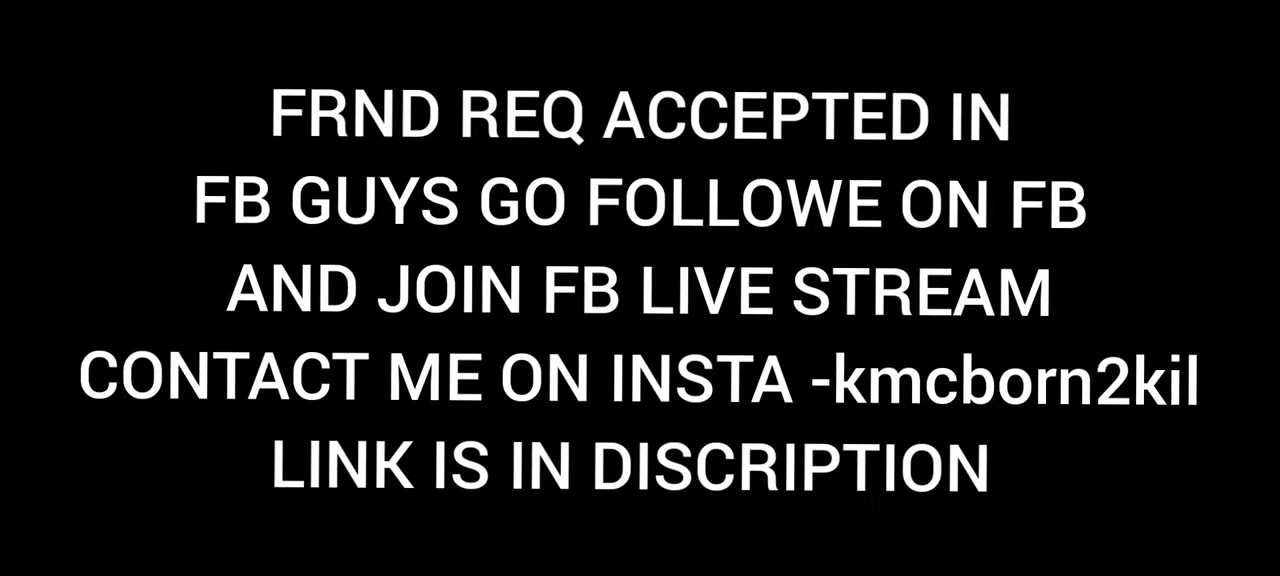 FRND REQ ACCEPTED IN
FB GUYS GO FOLLOWE ON FB
AND JOIN FB LIVE STREAM
CONTACT ME ON INSTA -kmcborn2kil
LINK IS IN DISCRIPTION